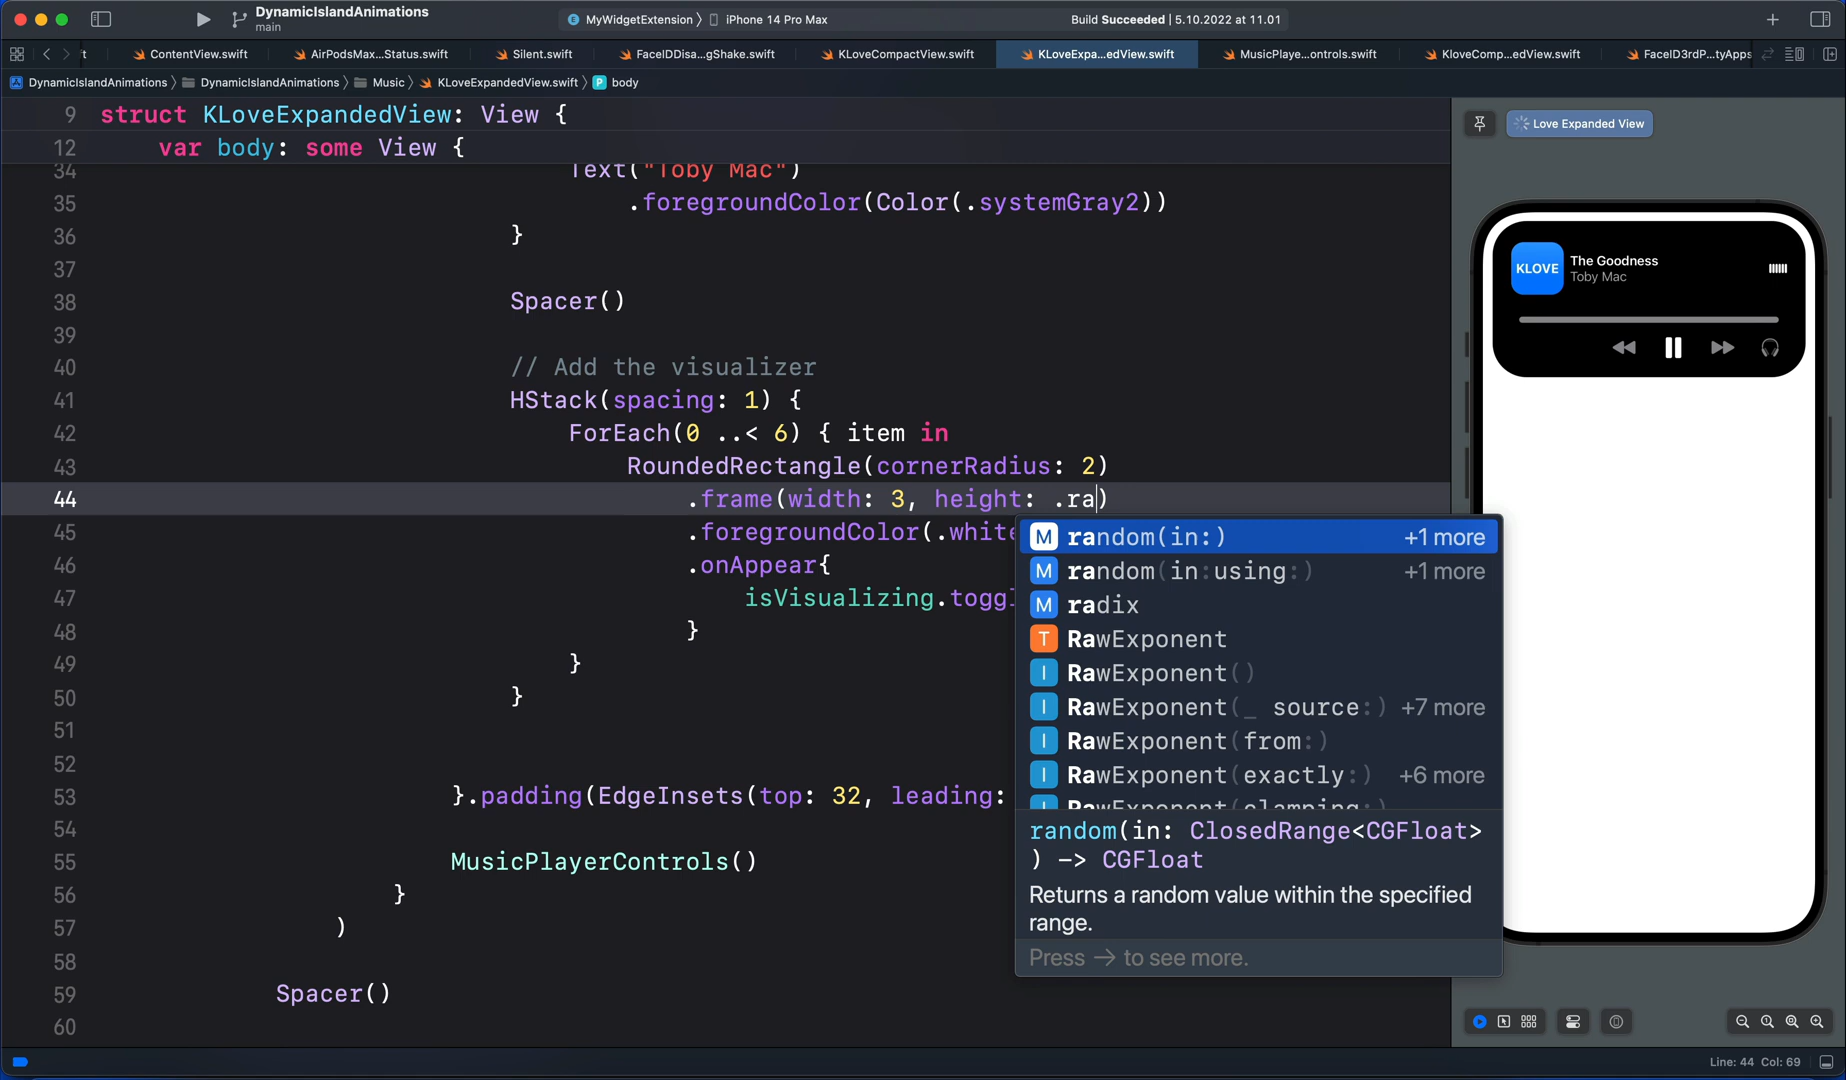 DynamicIslandAnimations
main
MyWidgetExtension 〉 iPhone 14 Pro Max
Build Succeeded | 5.10.2022 at 11.01
ContentView.swift
AirPodsMax...Status.swift
Silent.swift
FaceIDDisa...gShake.swift
KLoveCompactView.swift
KLoveExpa...edView.swift
MusicPlaye...ontrols.swift
KloveComp...edView.swift
FaceID3rdP...tyApps
DynamicIslandAnimations 〉 DynamicIslandAnimations 〉 Music 〉 KLoveExpandedView.swift 〉 P body
9 struct KLoveExpandedView: View {
12 var body: some View {
34 Text("Toby Mac")
35 .foregroundColor(Color(.systemGray2))
36 }
37
38 Spacer()
39
40 // Add the visualizer
41 HStack(spacing: 1) {
42 ForEach(0 ..< 6) { item in
43 RoundedRectangle(cornerRadius: 2)
44 .frame(width: 3, height: .ra)
45 .foregroundColor(.white
46 .onAppear{
47 isVisualizing.toggl
48 }
49 }
50 }
51
52
53 }.padding(EdgeInsets(top: 32, leading:
54
55 MusicPlayerControls()
56 }
57 )
58
59 Spacer()
60
M random(in:) +1 more
M random(in:using:) +1 more
M radix
T RawExponent
I RawExponent()
I RawExponent(_ source:) +7 more
I RawExponent(from:)
I RawExponent(exactly:) +6 more
I RawExponent(clamping:)
random(in: ClosedRange<CGFloat>
) -> CGFloat
Returns a random value within the specified
range.
Press → to see more.
Love Expanded View
KLOVE
The Goodness
Toby Mac
Line: 44 Col: 69